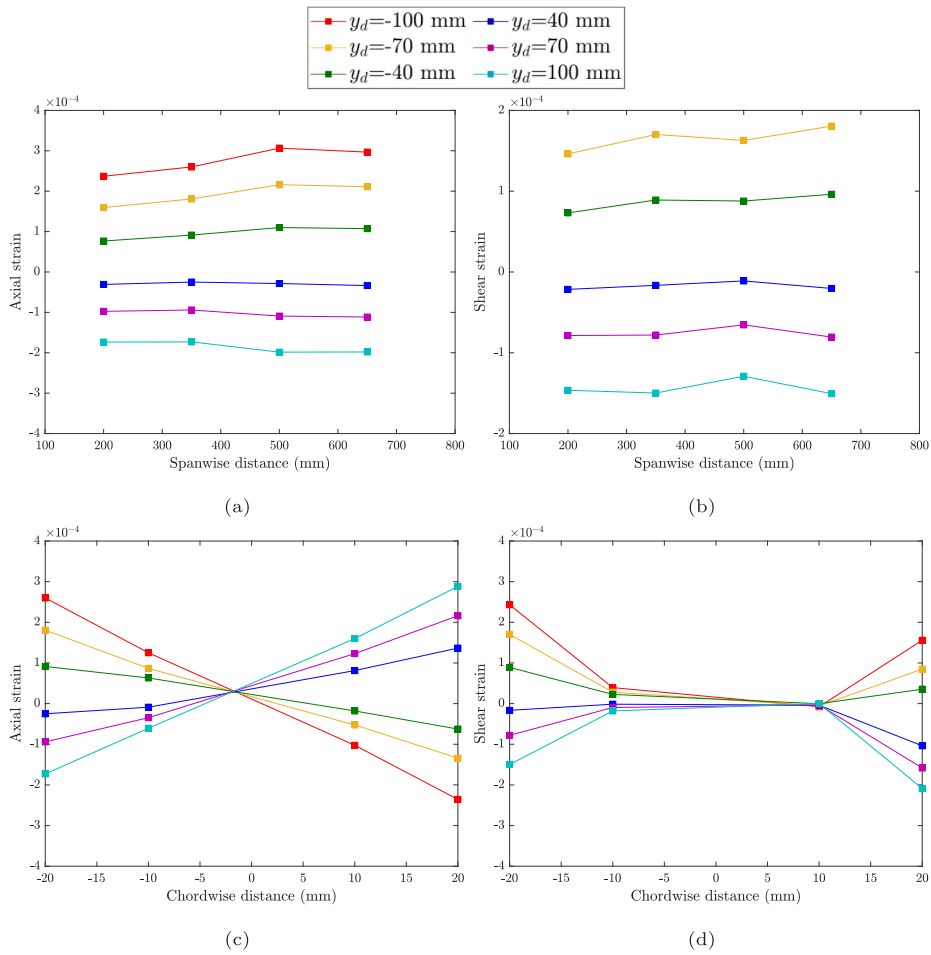 y_d=-100 mm y_d=40 mm
y_d=-70 mm y_d=70 mm
y_d=-40 mm y_d=100 mm
×10⁻⁴
4
3
2
1
0
-1
-2
-3
-4
Axial strain
100 200 300 400 500 600 700 800
Spanwise distance (mm)
(a)
×10⁻⁴
2
1
0
-1
-2
Shear strain
100 200 300 400 500 600 700 800
Spanwise distance (mm)
(b)
×10⁻⁴
4
3
2
1
0
-1
-2
-3
-4
Axial strain
-20 -15 -10 -5 0 5 10 15 20
Chordwise distance (mm)
(c)
×10⁻⁴
4
3
2
1
0
-1
-2
-3
-4
Shear strain
-20 -15 -10 -5 0 5 10 15 20
Chordwise distance (mm)
(d)